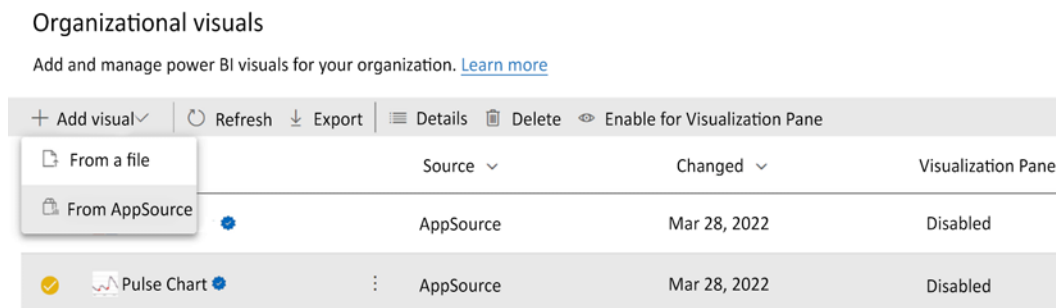 Organizational visuals
Add and manage power BI visuals for your organization. Learn more
Add visual Refresh Export Details Delete Enable for Visualization Pane
From a file
Source Changed Visualization Pane
From AppSource
AppSource Mar 28, 2022 Disabled
Pulse Chart AppSource Mar 28, 2022 Disabled